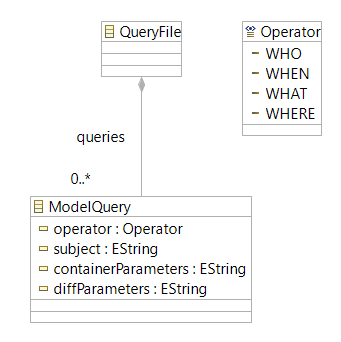 QueryFile
Operator
WHO
WHEN
WHAT
WHERE
queries
0..*
ModelQuery
operator : Operator
subject : EString
containerParameters : EString
diffParameters : EString